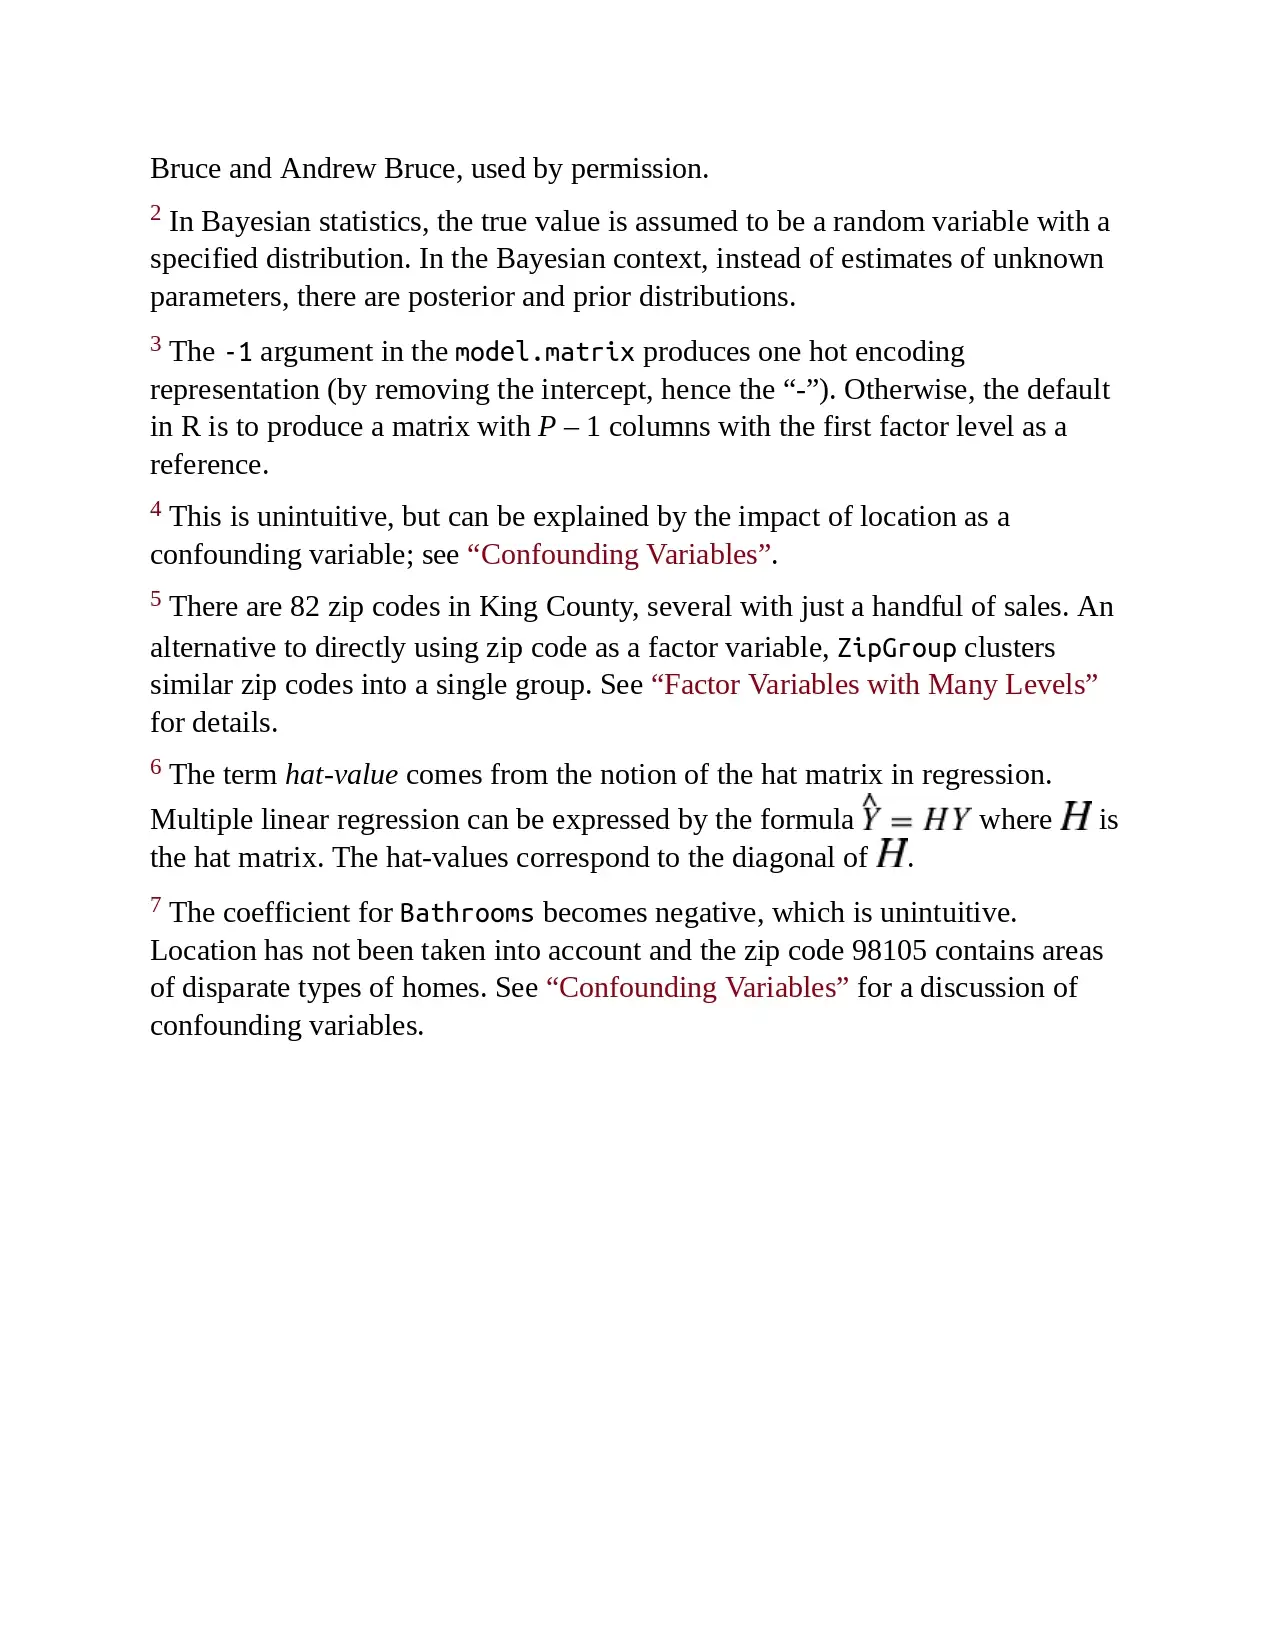 Bruce and Andrew Bruce, used by permission.
2 In Bayesian statistics, the true value is assumed to be a random variable with a
specified distribution. In the Bayesian context, instead of estimates of unknown
parameters, there are posterior and prior distributions.
3 The -1 argument in the model.matrix produces one hot encoding
representation (by removing the intercept, hence the “-”). Otherwise, the default
in R is to produce a matrix with P – 1 columns with the first factor level as a
reference.
4 This is unintuitive, but can be explained by the impact of location as a
confounding variable; see “Confounding Variables”.
5 There are 82 zip codes in King County, several with just a handful of sales. An
alternative to directly using zip code as a factor variable, ZipGroup clusters
similar zip codes into a single group. See “Factor Variables with Many Levels”
for details.
6 The term hat-value comes from the notion of the hat matrix in regression.
Multiple linear regression can be expressed by the formula Ŷ = HY where H is
the hat matrix. The hat-values correspond to the diagonal of H.
7 The coefficient for Bathrooms becomes negative, which is unintuitive.
Location has not been taken into account and the zip code 98105 contains areas
of disparate types of homes. See “Confounding Variables” for a discussion of
confounding variables.